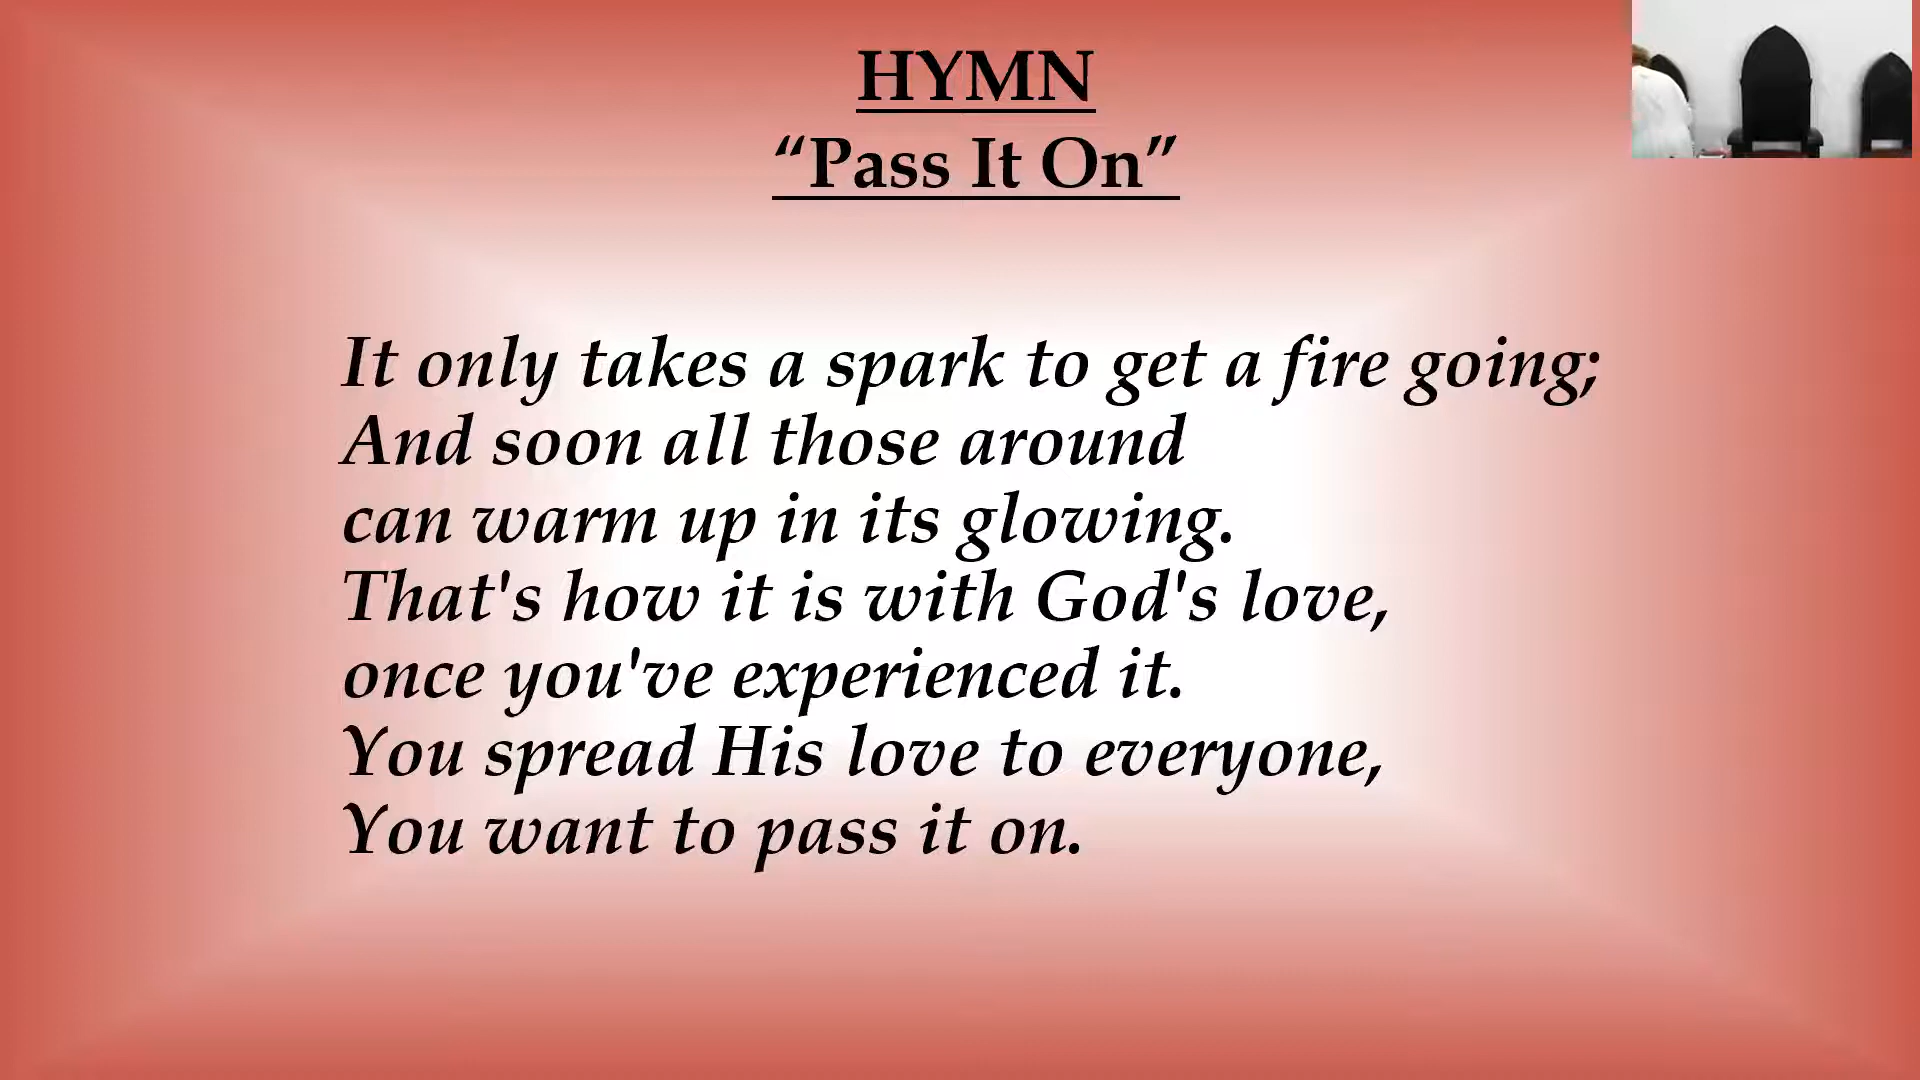 HYMN
“Pass It On”
It only takes a spark to get a fire going;
And soon all those around
can warm up in its glowing.
That's how it is with God's love,
once you've experienced it.
You spread His love to everyone,
You want to pass it on.